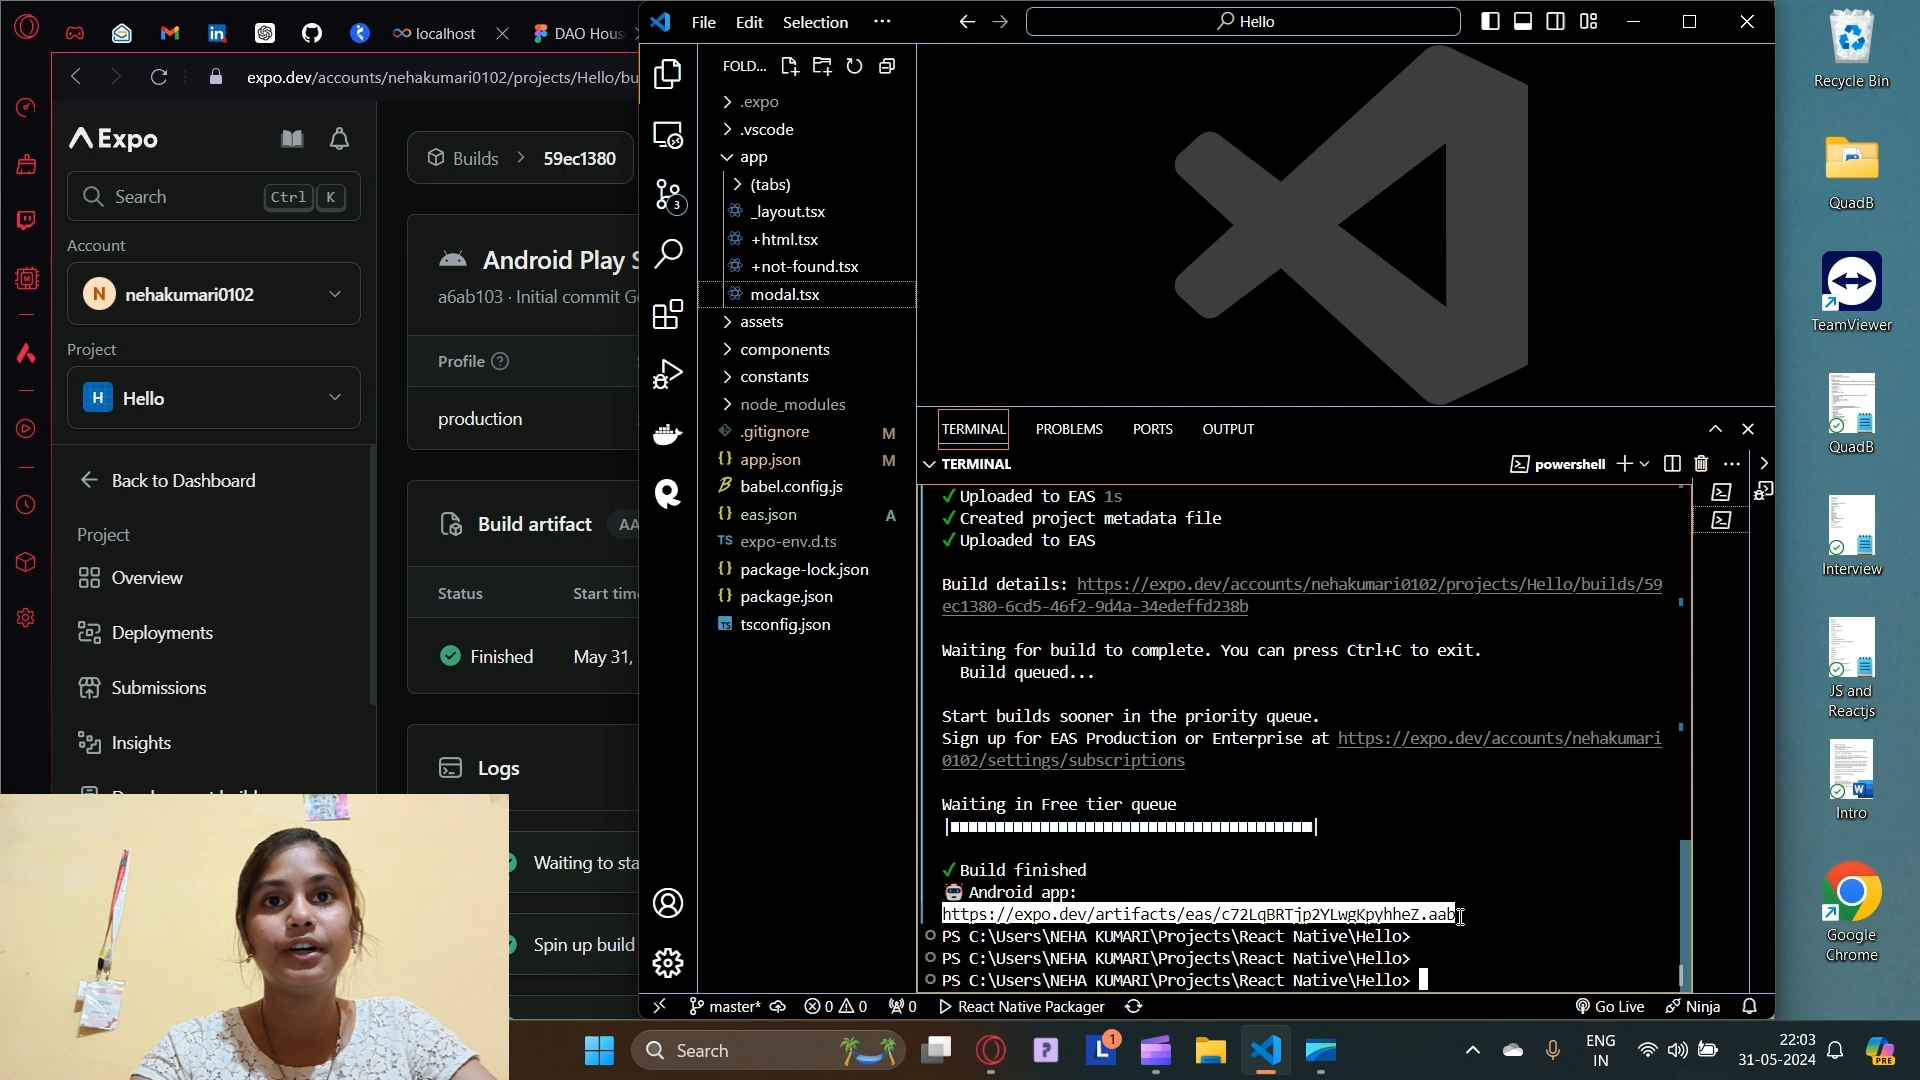 localhost
DAO Hous
expo.dev/accounts/nehakumari0102/projects/Hello/bu
Expo
Search
Ctrl
K
Account
N
nehakumari0102
Project
H
Hello
Back to Dashboard
Project
Overview
Deployments
Submissions
Insights
Builds
59ec1380
Android Play S
a6ab103 · Initial commit G
Profile
production
Build artifact
AA
Status
Start time
Finished
May 31,
Logs
Waiting to sta
Spin up build
File
Edit
Selection
Hello
FOLD...
.expo
.vscode
app
(tabs)
_layout.tsx
+html.tsx
+not-found.tsx
modal.tsx
assets
components
constants
node_modules
.gitignore
M
app.json
M
babel.config.js
eas.json
A
expo-env.d.ts
package-lock.json
package.json
tsconfig.json
3
TERMINAL
PROBLEMS
PORTS
OUTPUT
TERMINAL
powershell
✓Uploaded to EAS 1s
✓Created project metadata file
✓Uploaded to EAS
Build details: https://expo.dev/accounts/nehakumari0102/projects/Hello/builds/59
ec1380-6cd5-46f2-9d4a-34edeffd238b
Waiting for build to complete. You can press Ctrl+C to exit.
Build queued...
Start builds sooner in the priority queue.
Sign up for EAS Production or Enterprise at https://expo.dev/accounts/nehakumari
0102/settings/subscriptions
Waiting in Free tier queue
✓Build finished
Android app:
https://expo.dev/artifacts/eas/c72LqBRTjp2YLwgKpyhheZ.aab
PS C:\Users\NEHA KUMARI\Projects\React Native\Hello>
PS C:\Users\NEHA KUMARI\Projects\React Native\Hello>
PS C:\Users\NEHA KUMARI\Projects\React Native\Hello>
master*
0
0
0
React Native Packager
Go Live
Ninja
Recycle Bin
QuadB
TeamViewer
QuadB
Interview
JS and
Reactjs
Intro
Google
Chrome
Search
1
ENG
IN
22:03
31-05-2024
PRE